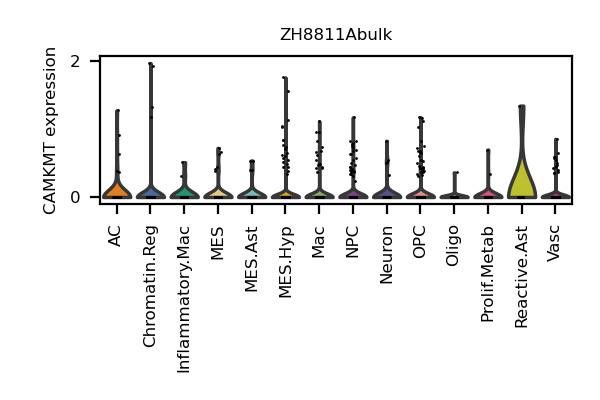 ZH8811Abulk
CAMKMT expression
2
0
AC
Chromatin.Reg
Inflammatory.Mac
MES
MES.Ast
MES.Hyp
Mac
NPC
Neuron
OPC
Oligo
Prolif.Metab
Reactive.Ast
Vasc